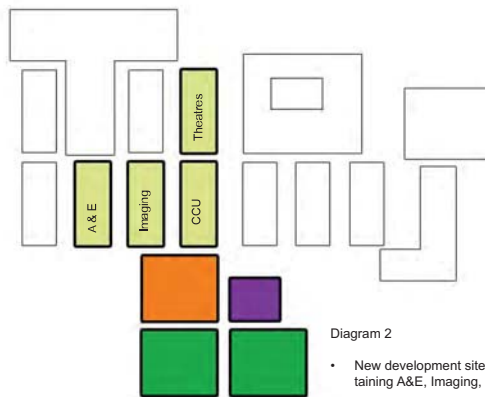 Theatres
A & E
Imaging
CCU
Diagram 2
• New development site
taining A&E, Imaging,